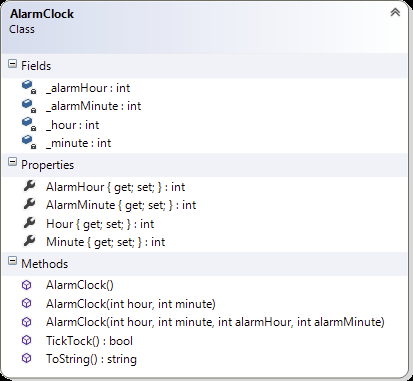 AlarmClock
Class
Fields
_alarmHour : int
_alarmMinute : int
_hour : int
_minute : int
Properties
AlarmHour { get; set; } : int
AlarmMinute { get; set; } : int
Hour { get; set; } : int
Minute { get; set; } : int
Methods
AlarmClock()
AlarmClock(int hour, int minute)
AlarmClock(int hour, int minute, int alarmHour, int alarmMinute)
TickTock() : bool
ToString() : string